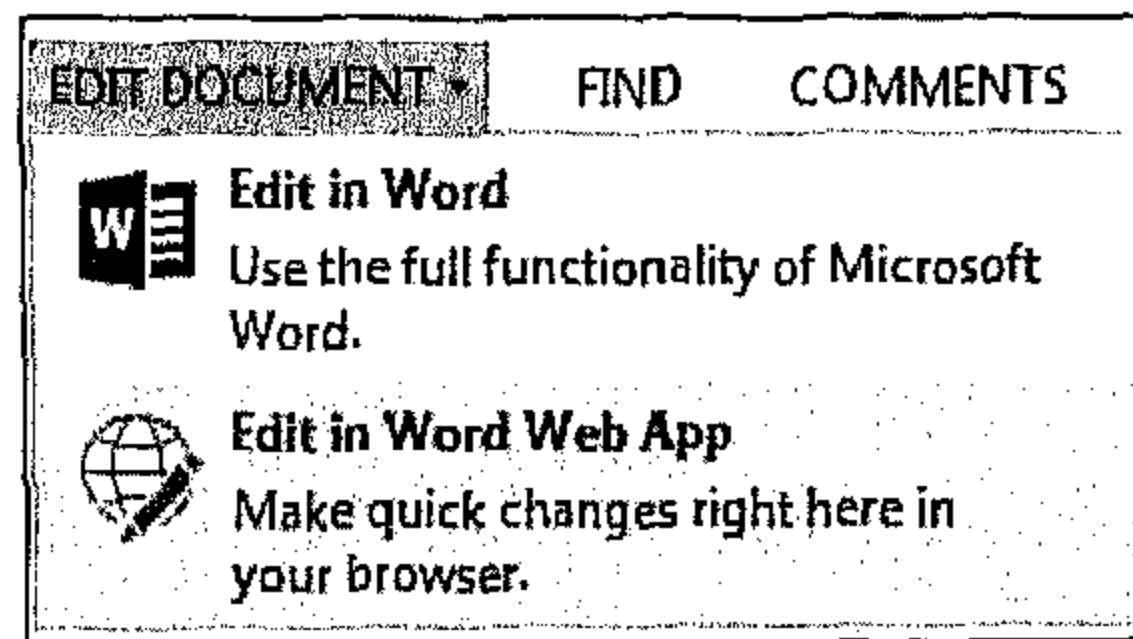 EDIT DOCUMENT ▾ FIND COMMENTS
Edit in Word
W
Use the full functionality of Microsoft
Word.
Edit in Word Web App
Make quick changes right here in
your browser.